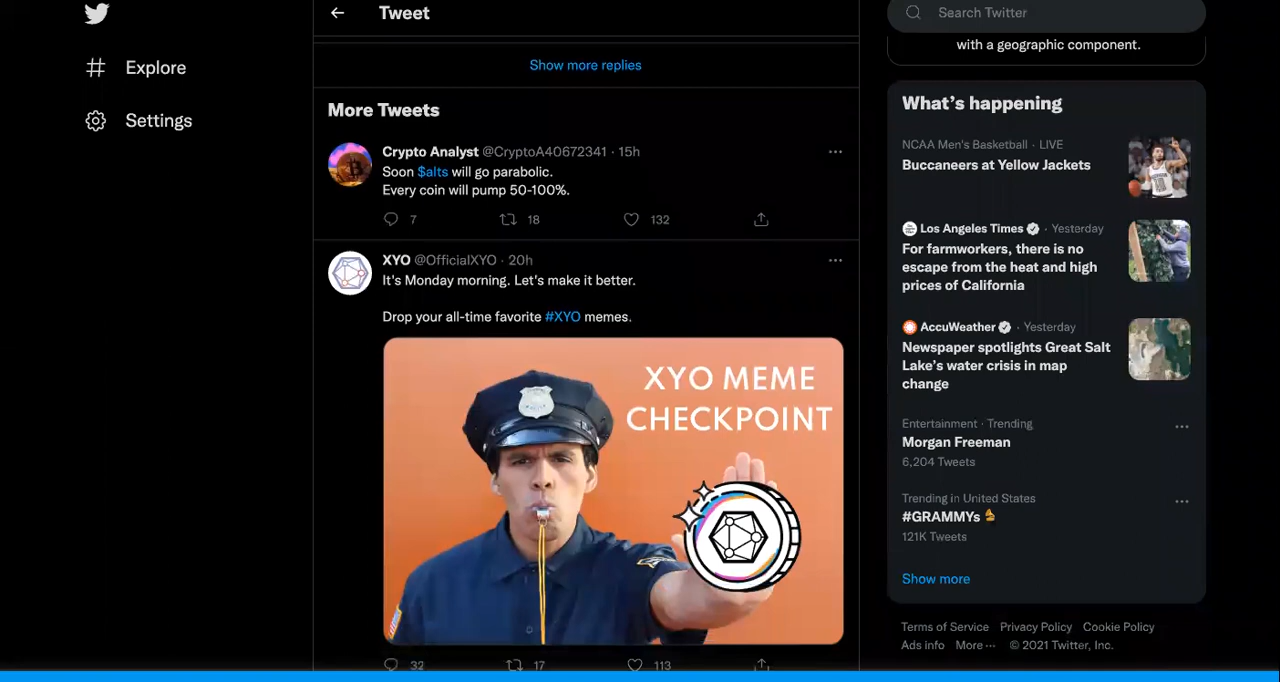 Explore
Settings
Tweet
Show more replies
More Tweets
Crypto Analyst @CryptoA40672341 · 15h
Soon $alts will go parabolic.
Every coin will pump 50-100%.
7 18 132
XYO @OfficialXYO · 20h
It's Monday morning. Let's make it better.
Drop your all-time favorite #XYO memes.
XYO MEME
CHECKPOINT
32 17 113
Search Twitter
with a geographic component.
What's happening
NCAA Men's Basketball · LIVE
Buccaneers at Yellow Jackets
Los Angeles Times · Yesterday
For farmworkers, there is no
escape from the heat and high
prices of California
AccuWeather · Yesterday
Newspaper spotlights Great Salt
Lake's water crisis in map
change
Entertainment · Trending
Morgan Freeman
6,204 Tweets
Trending in United States
#GRAMMYs
121K Tweets
Show more
Terms of Service Privacy Policy Cookie Policy
Ads info More ··· © 2021 Twitter, Inc.